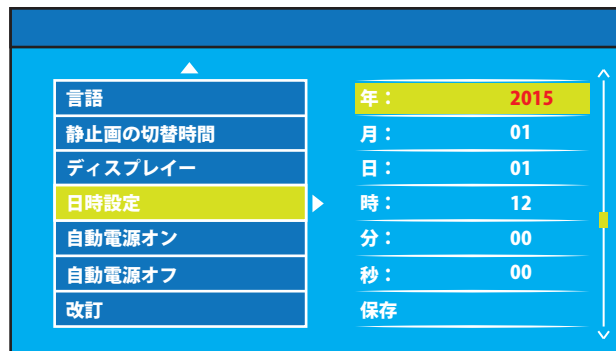 言語
静止画の切替時間
ディスプレイー
日時設定
自動電源オン
自動電源オフ
改訂
年： 2015
月： 01
日： 01
時： 12
分： 00
秒： 00
保存